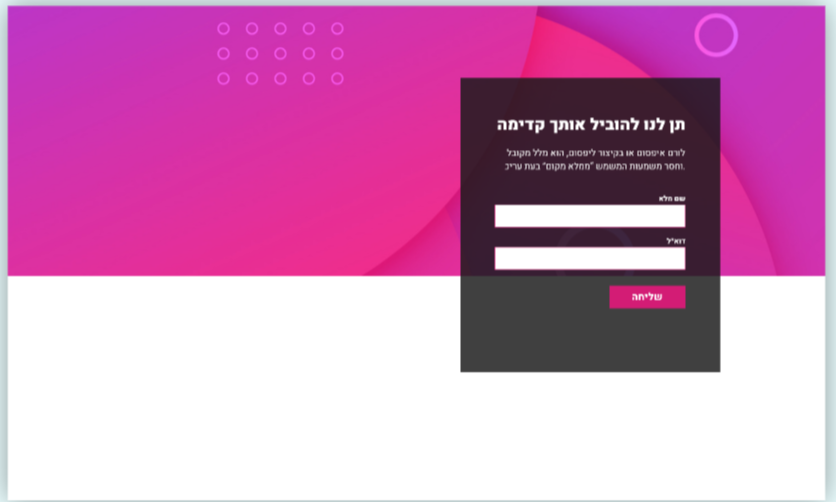 תן לנו להוביל אותך קדימה
לורם איפסום או בקיצור ליפסום, הוא מלל מקובל
וחסר משמעות המשמש "ממלא מקום" בעת עריכ.
שם מלא
דוא"ל
שליחה